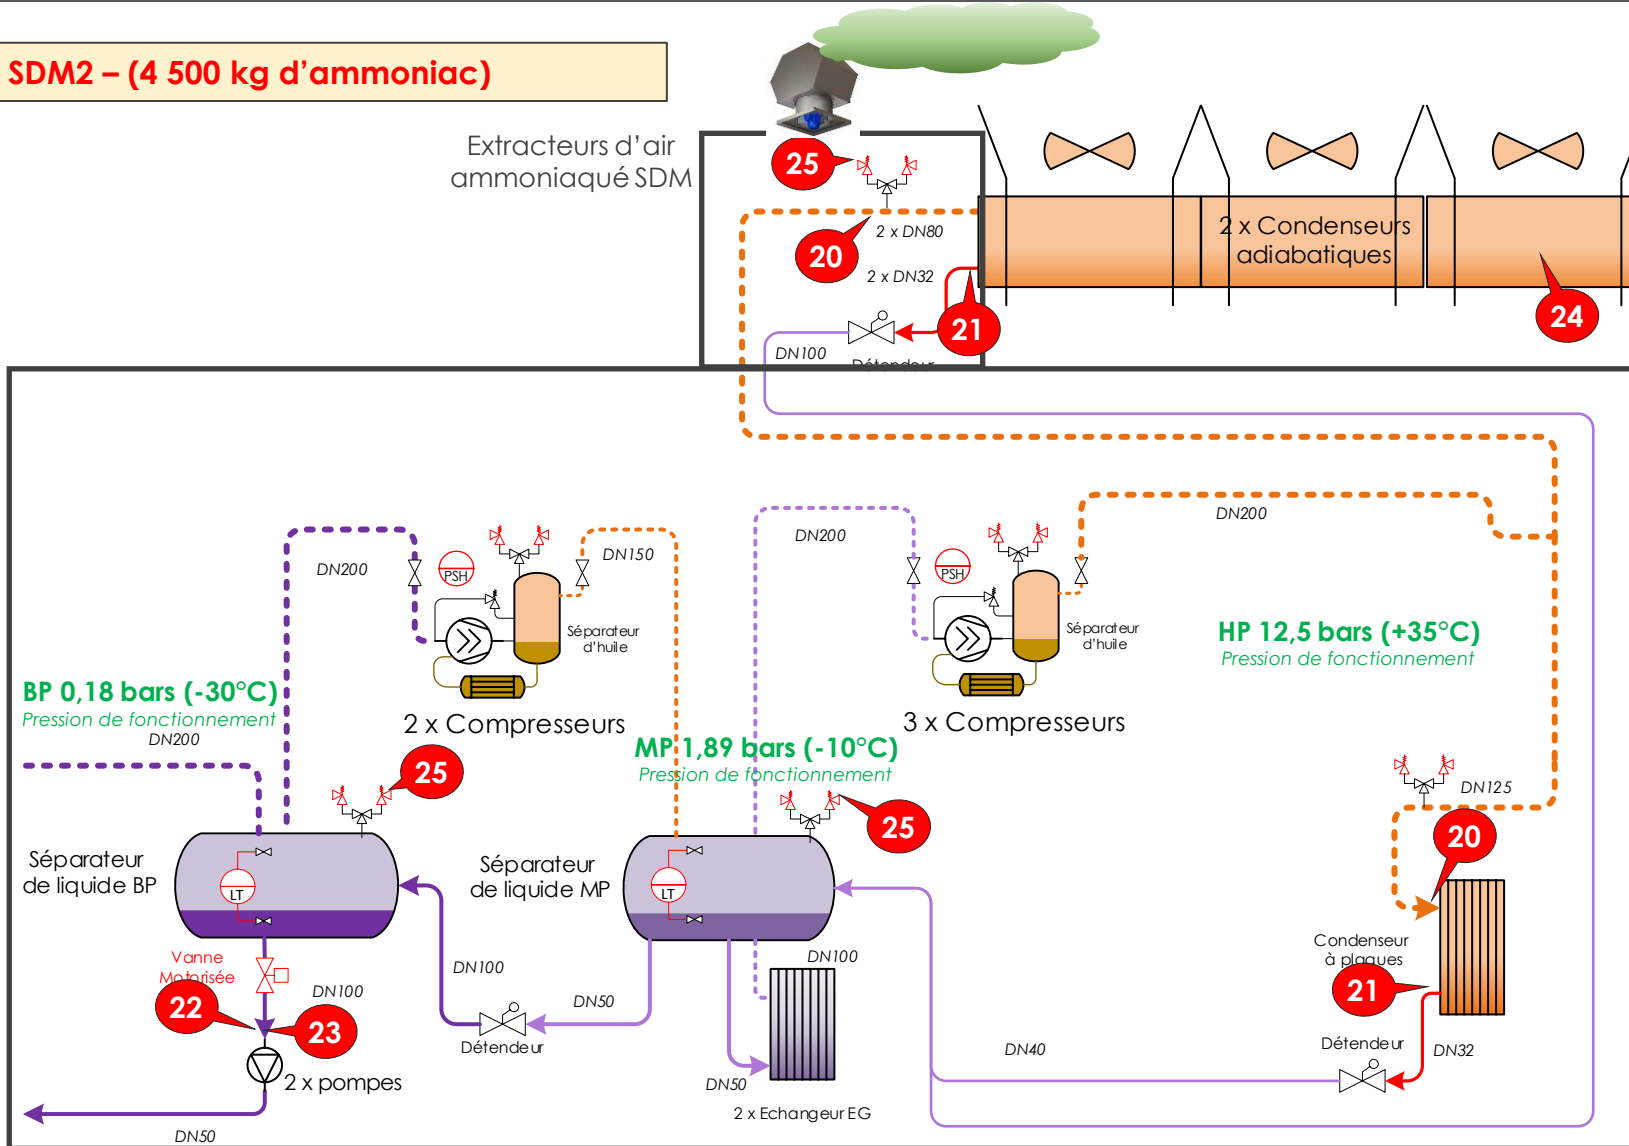 SDM2 – (4 500 kg d’ammoniac)
Extracteurs d’air
ammoniaqué SDM
25
20
2 x DN80
2 x DN32
21
DN100
Détendeur
2 x Condenseurs
adiabatiques
24
DN200
PSH
DN150
Séparateur
d’huile
2 x Compresseurs
DN200
PSH
Séparateur
d’huile
3 x Compresseurs
DN200
HP 12,5 bars (+35°C)
Pression de fonctionnement
BP 0,18 bars (-30°C)
Pression de fonctionnement
DN200
25
MP 1,89 bars (-10°C)
Pression de fonctionnement
25
DN125
20
Séparateur
de liquide BP
LT
Séparateur
de liquide MP
LT
Condenseur
à plaques
21
Vanne
Motorisée
22
23
DN100
DN100
DN50
Détendeur
DN100
DN50
2 x Echangeur EG
2 x pompes
DN50
DN40
Détendeur
DN32